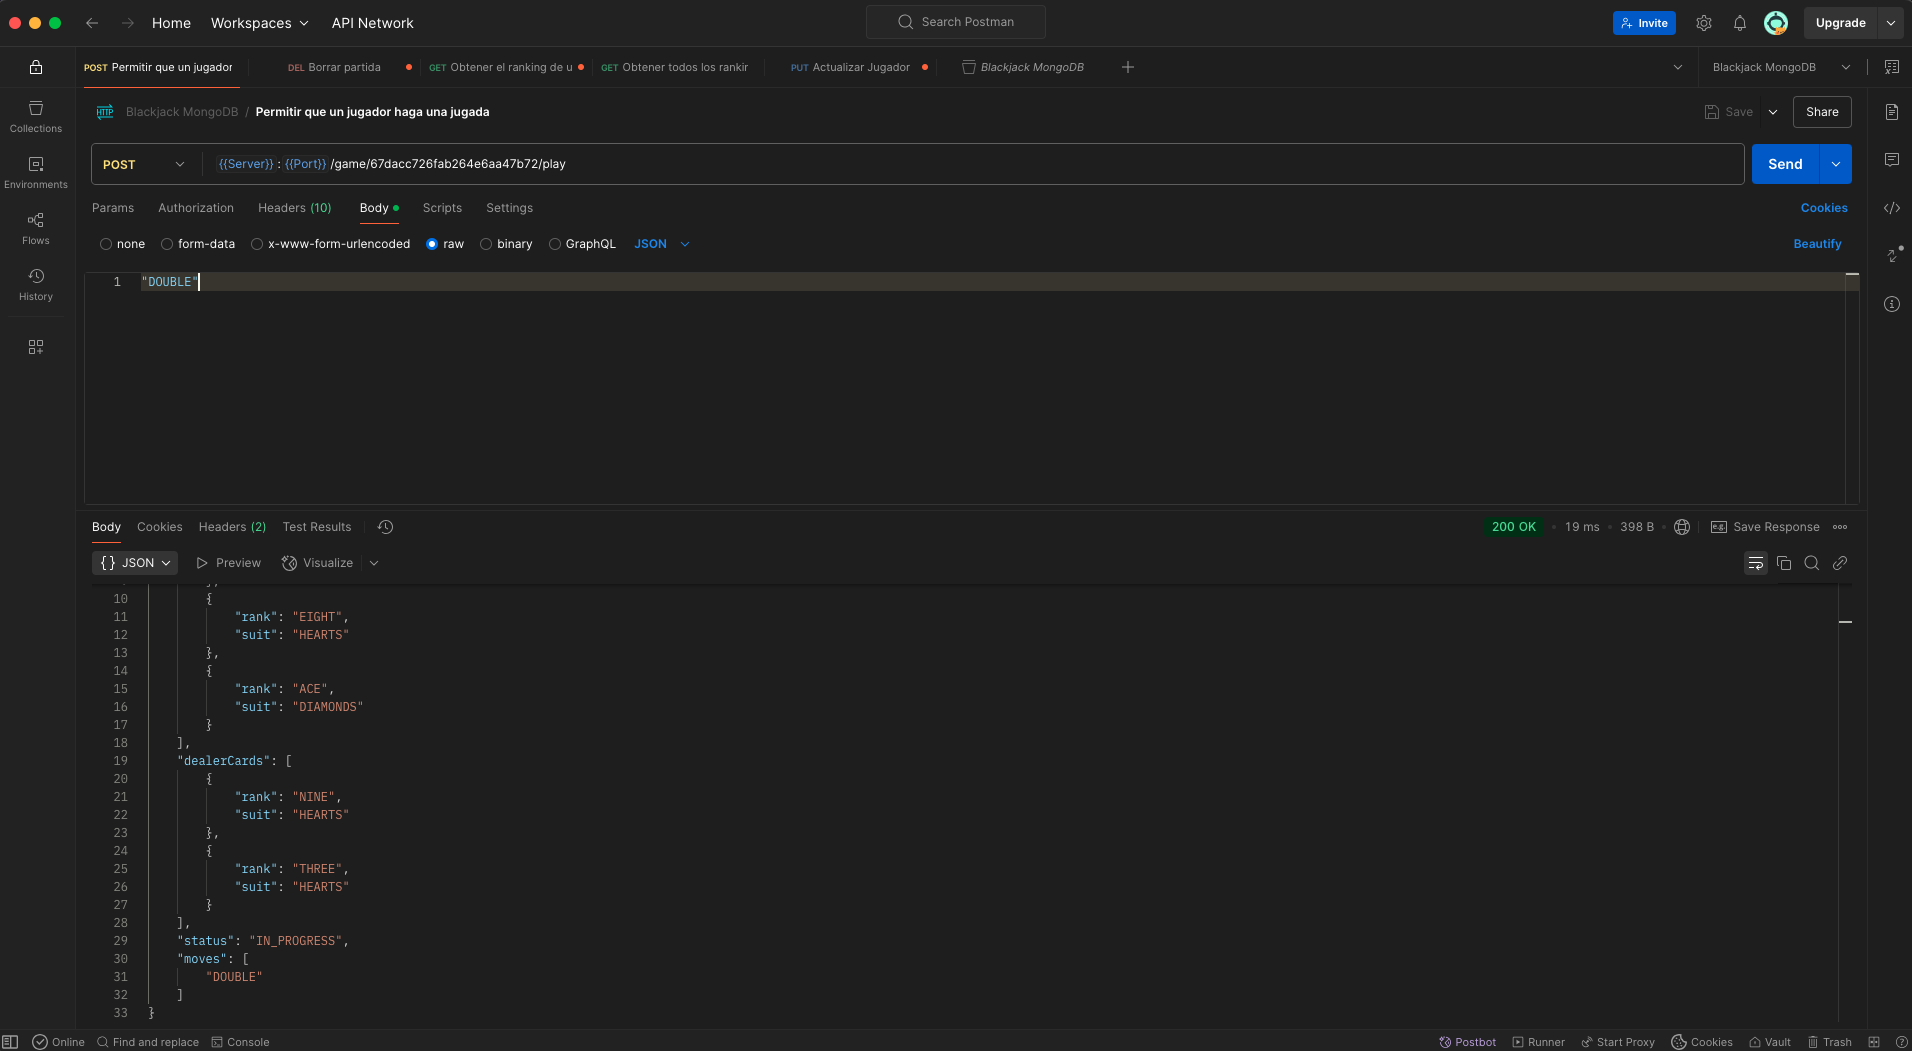 Home Workspaces API Network Search Postman Invite Upgrade
POST Permitir que un jugador DEL Borrar partida GET Obtener el ranking de u GET Obtener todos los rankir PUT Actualizar Jugador Blackjack MongoDB Blackjack MongoDB
HTTP Blackjack MongoDB / Permitir que un jugador haga una jugada Save Share
Collections
POST {{Server}}:{{Port}}/game/67dacc726fab264e6aa47b72/play Send
Environments
Params Authorization Headers (10) Body Scripts Settings Cookies
Flows
none form-data x-www-form-urlencoded raw binary GraphQL JSON Beautify
History
1 "DOUBLE"
Body Cookies Headers (2) Test Results 200 OK 19 ms 398 B e.g. Save Response
{} JSON Preview Visualize
10 {
11 "rank": "EIGHT",
12 "suit": "HEARTS"
13 },
14 {
15 "rank": "ACE",
16 "suit": "DIAMONDS"
17 }
18 ],
19 "dealerCards": [
20 {
21 "rank": "NINE",
22 "suit": "HEARTS"
23 },
24 {
25 "rank": "THREE",
26 "suit": "HEARTS"
27 }
28 ],
29 "status": "IN_PROGRESS",
30 "moves": [
31 "DOUBLE"
32 ]
33 }
Online Find and replace Console Postbot Runner Start Proxy Cookies Vault Trash